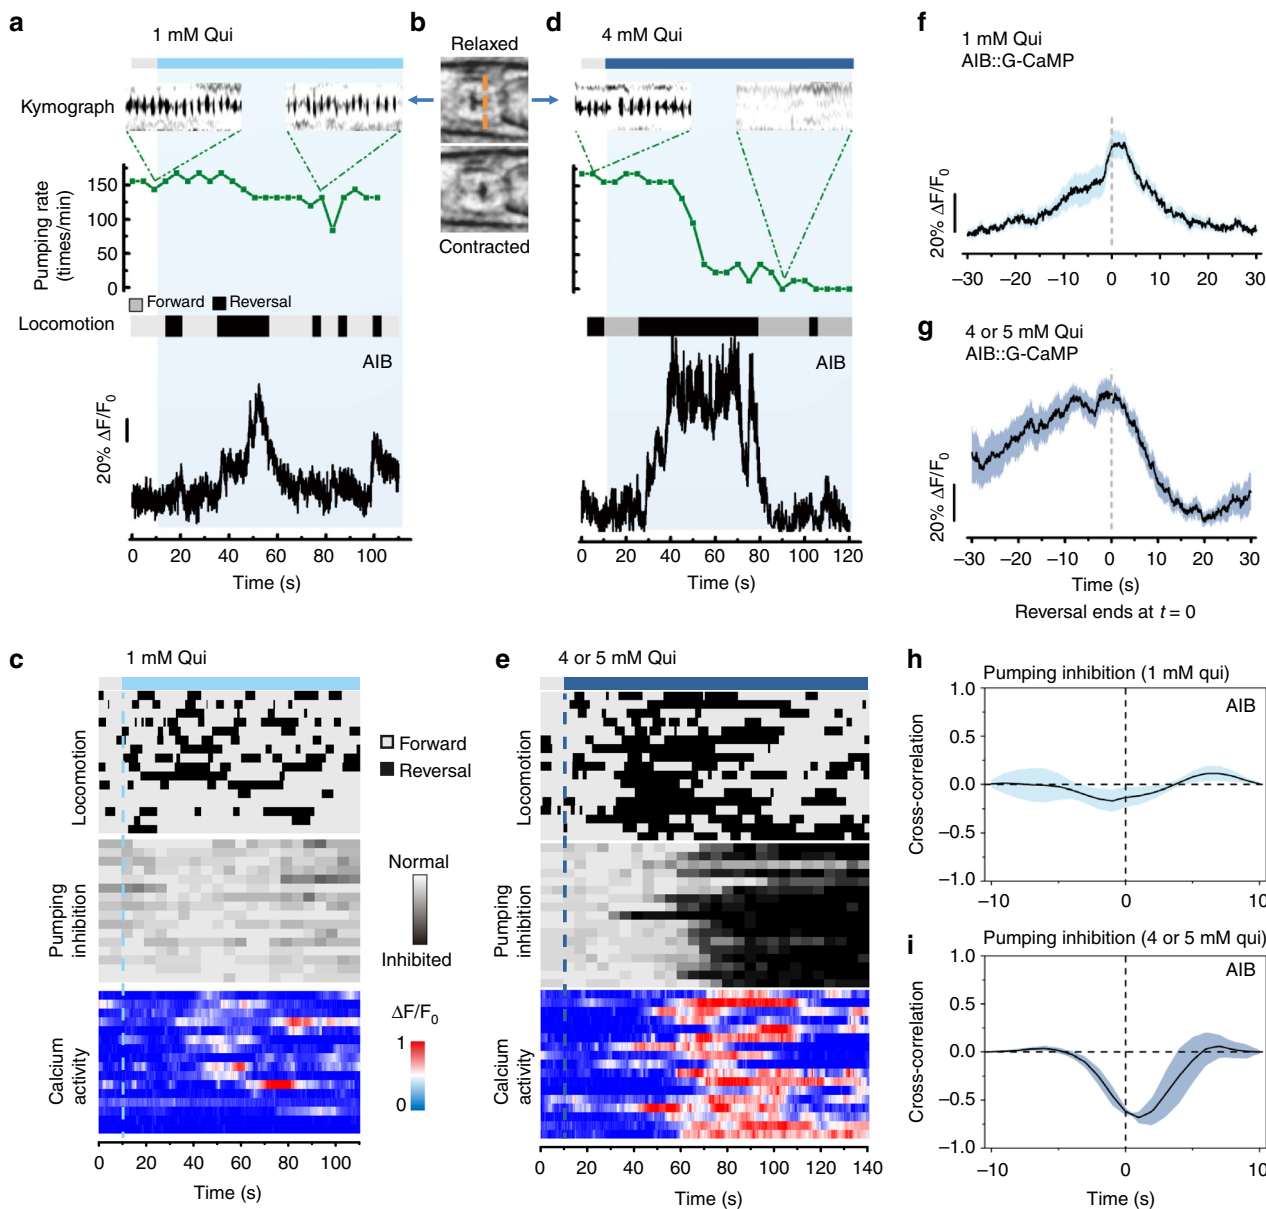 a
1 mM Qui
Kymograph
Pumping rate
(times/min)
150
100
50
0
Forward
Reversal
Locomotion
AIB
20% ΔF/F0
0
20
40
60
80
100
Time (s)
b
Relaxed
Contracted
d
4 mM Qui
AIB
0
20
40
60
80
100
120
Time (s)
f
1 mM Qui
AIB::G-CaMP
20% ΔF/F0
–30
–20
–10
0
10
20
30
g
4 or 5 mM Qui
AIB::G-CaMP
20% ΔF/F0
–30
–20
–10
0
10
20
30
Time (s)
Reversal ends at t = 0
c
1 mM Qui
Locomotion
Forward
Reversal
Pumping
inhibition
Normal
Inhibited
Calcium
activity
ΔF/F0
1
0
0
20
40
60
80
100
Time (s)
e
4 or 5 mM Qui
Locomotion
Pumping
inhibition
Calcium
activity
0
20
40
60
80
100
120
140
Time (s)
h
Pumping inhibition (1 mM qui)
AIB
Cross-correlation
1.0
0.5
0.0
–0.5
–1.0
–10
0
10
i
Pumping inhibition (4 or 5 mM qui)
AIB
Cross-correlation
1.0
0.5
0.0
–0.5
–1.0
–10
0
10
Time (s)